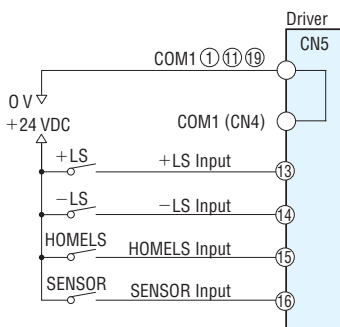 Driver
CN5
COM1 ① ⑪ ⑲
0 V
+24 VDC
COM1 (CN4)
+LS
+LS Input
⑬
−LS
−LS Input
⑭
HOMELS
HOMELS Input
⑮
SENSOR
SENSOR Input
⑯